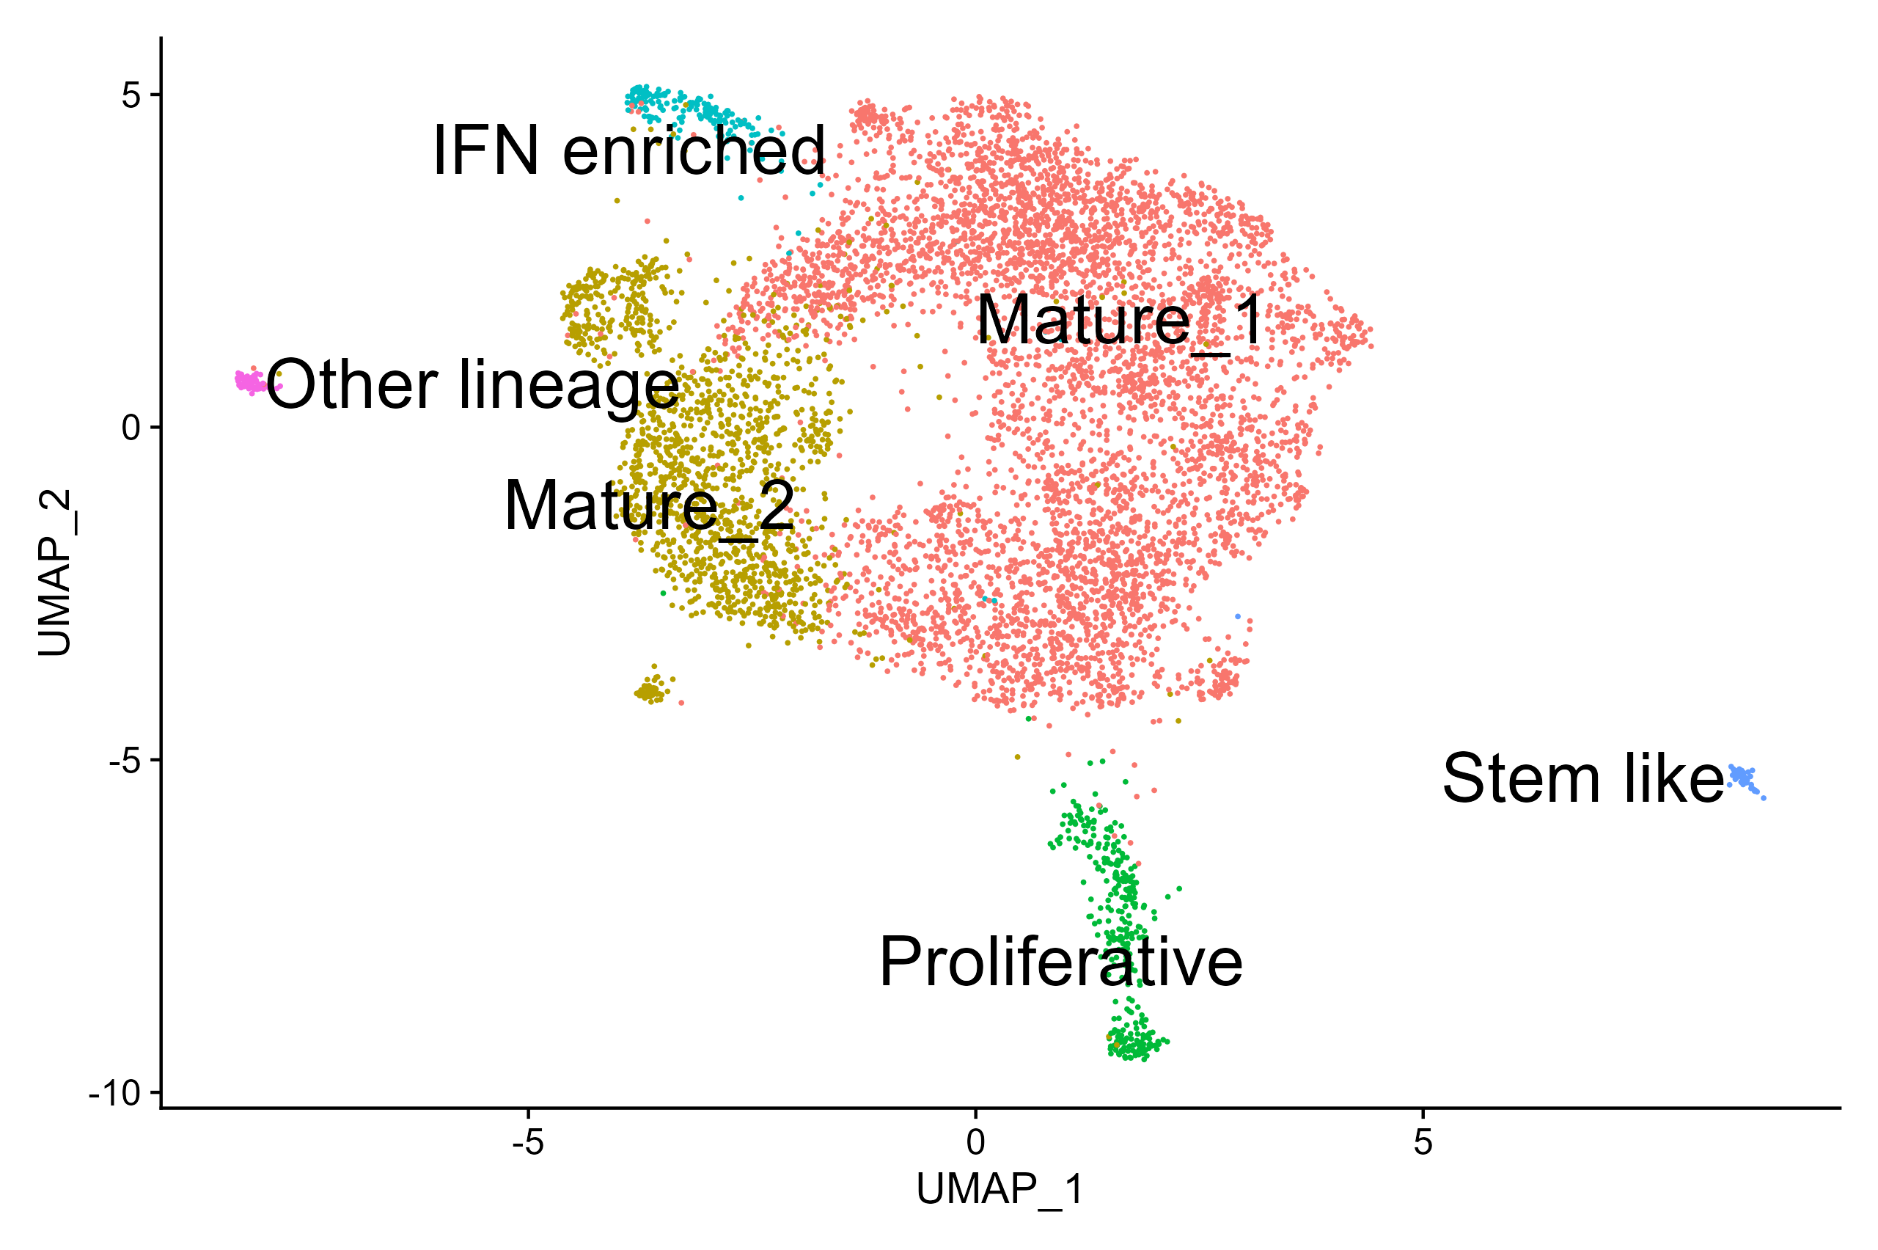 5
IFN enriched
Mature_1
Other lineage
0
Mature_2
UMAP_2
-5
Stem like
Proliferative
-10
-5
0
5
UMAP_1